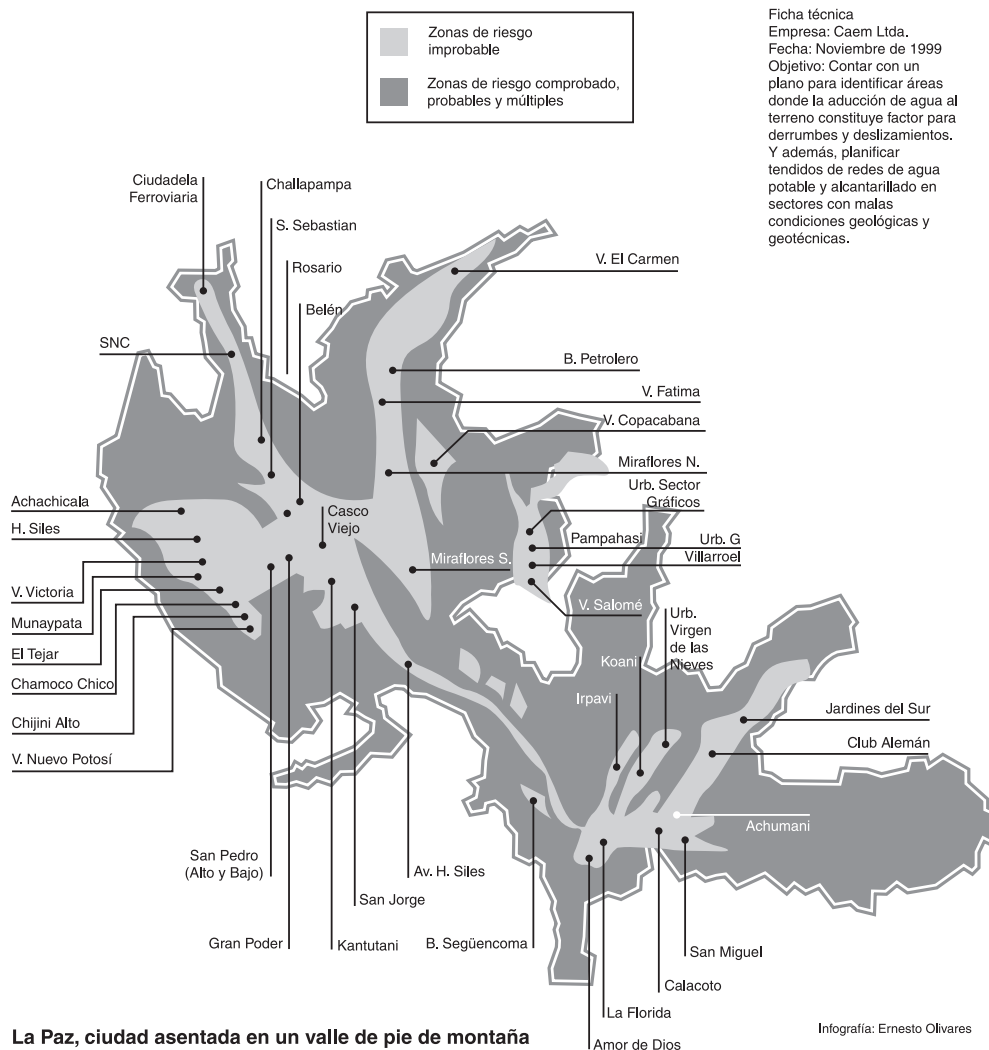 Zonas de riesgo
improbable
Zonas de riesgo comprobado,
probables y múltiples
Ficha técnica
Empresa: Caem Ltda.
Fecha: Noviembre de 1999
Objetivo: Contar con un
plano para identificar áreas
donde la aducción de agua al
terreno constituye factor para
derrumbes y deslizamientos.
Y además, planificar
tendidos de redes de agua
potable y alcantarillado en
sectores con malas
condiciones geológicas y
geotécnicas.
Ciudadela
Ferroviaria
Challapampa
S. Sebastian
Rosario
Belén
V. El Carmen
SNC
B. Petrolero
V. Fatima
V. Copacabana
Miraflores N.
Urb. Sector
Gráficos
Achachicala
Casco
Viejo
H. Siles
Pampahasi
Urb. G
Miraflores S.
Villarroel
V. Victoria
V. Salomé
Munaypata
Urb.
Virgen
de las
Nieves
El Tejar
Koani
Chamoco Chico
Irpavi
Chijini Alto
Jardines del Sur
V. Nuevo Potosí
Club Alemán
Achumani
San Pedro
(Alto y Bajo)
Av. H. Siles
San Jorge
Gran Poder
Kantutani
B. Següencoma
San Miguel
Calacoto
La Florida
Amor de Dios
La Paz, ciudad asentada en un valle de pie de montaña
Infografía: Ernesto Olivares